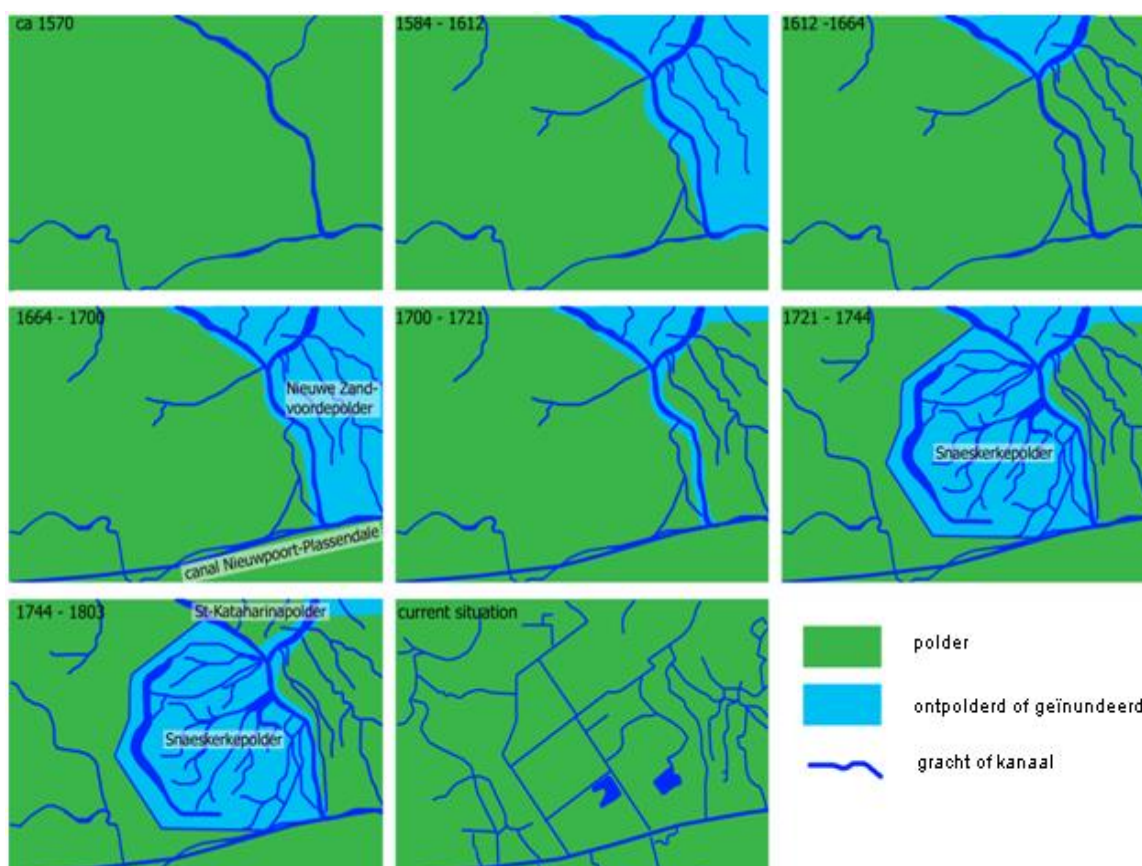 ca 1570
1584 - 1612
1612 -1664
1664 - 1700
Nieuwe Zand-
voordepolder
canal Nieuwpoort-Plassendale
1700 - 1721
1721 - 1744
Snaeskerkepolder
1744 - 1803
St-Kataharinapolder
Snaeskerkepolder
current situation
polder
ontpolderd of geïnundeerd
gracht of kanaal